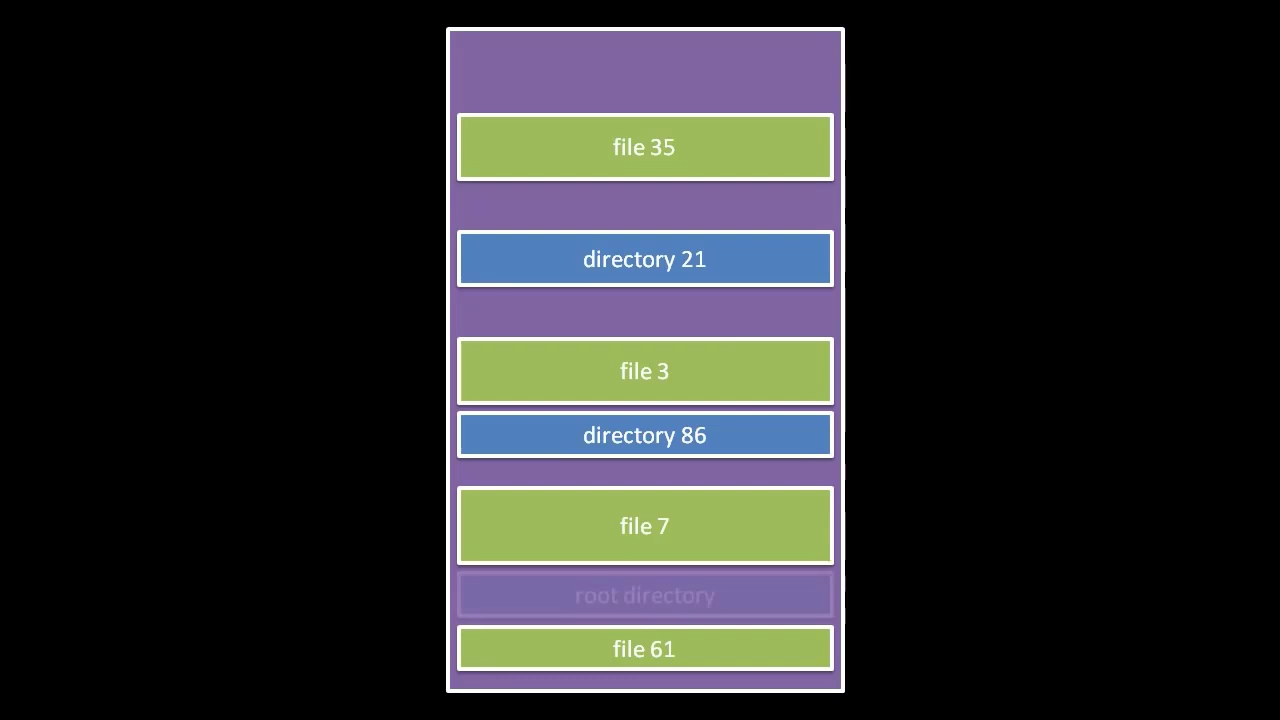 file 35
directory 21
file 3
directory 86
file 7
root directory
file 61